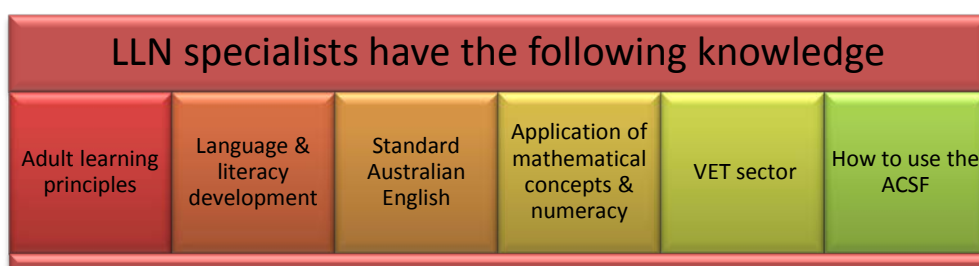 LLN specialists have the following knowledge
Adult learning
principles
Language &
literacy
development
Standard
Australian
English
Application of
mathematical
concepts &
numeracy
VET sector
How to use the
ACSF